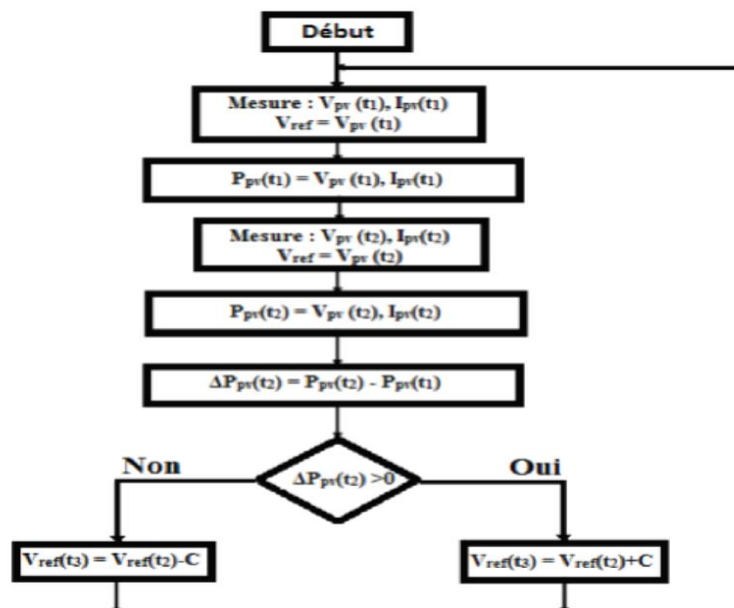 Début
Mesure : Vpv (t1), Ipv(t1)
Vref = Vpv (t1)
Ppv(t1) = Vpv (t1), Ipv(t1)
Mesure : Vpv (t2), Ipv(t2)
Vref = Vpv (t2)
Ppv(t2) = Vpv (t2), Ipv(t2)
ΔPpv(t2) = Ppv(t2) - Ppv(t1)
ΔPpv(t2) >0
Non
Oui
Vref(t3) = Vref(t2)-C
Vref(t3) = Vref(t2)+C